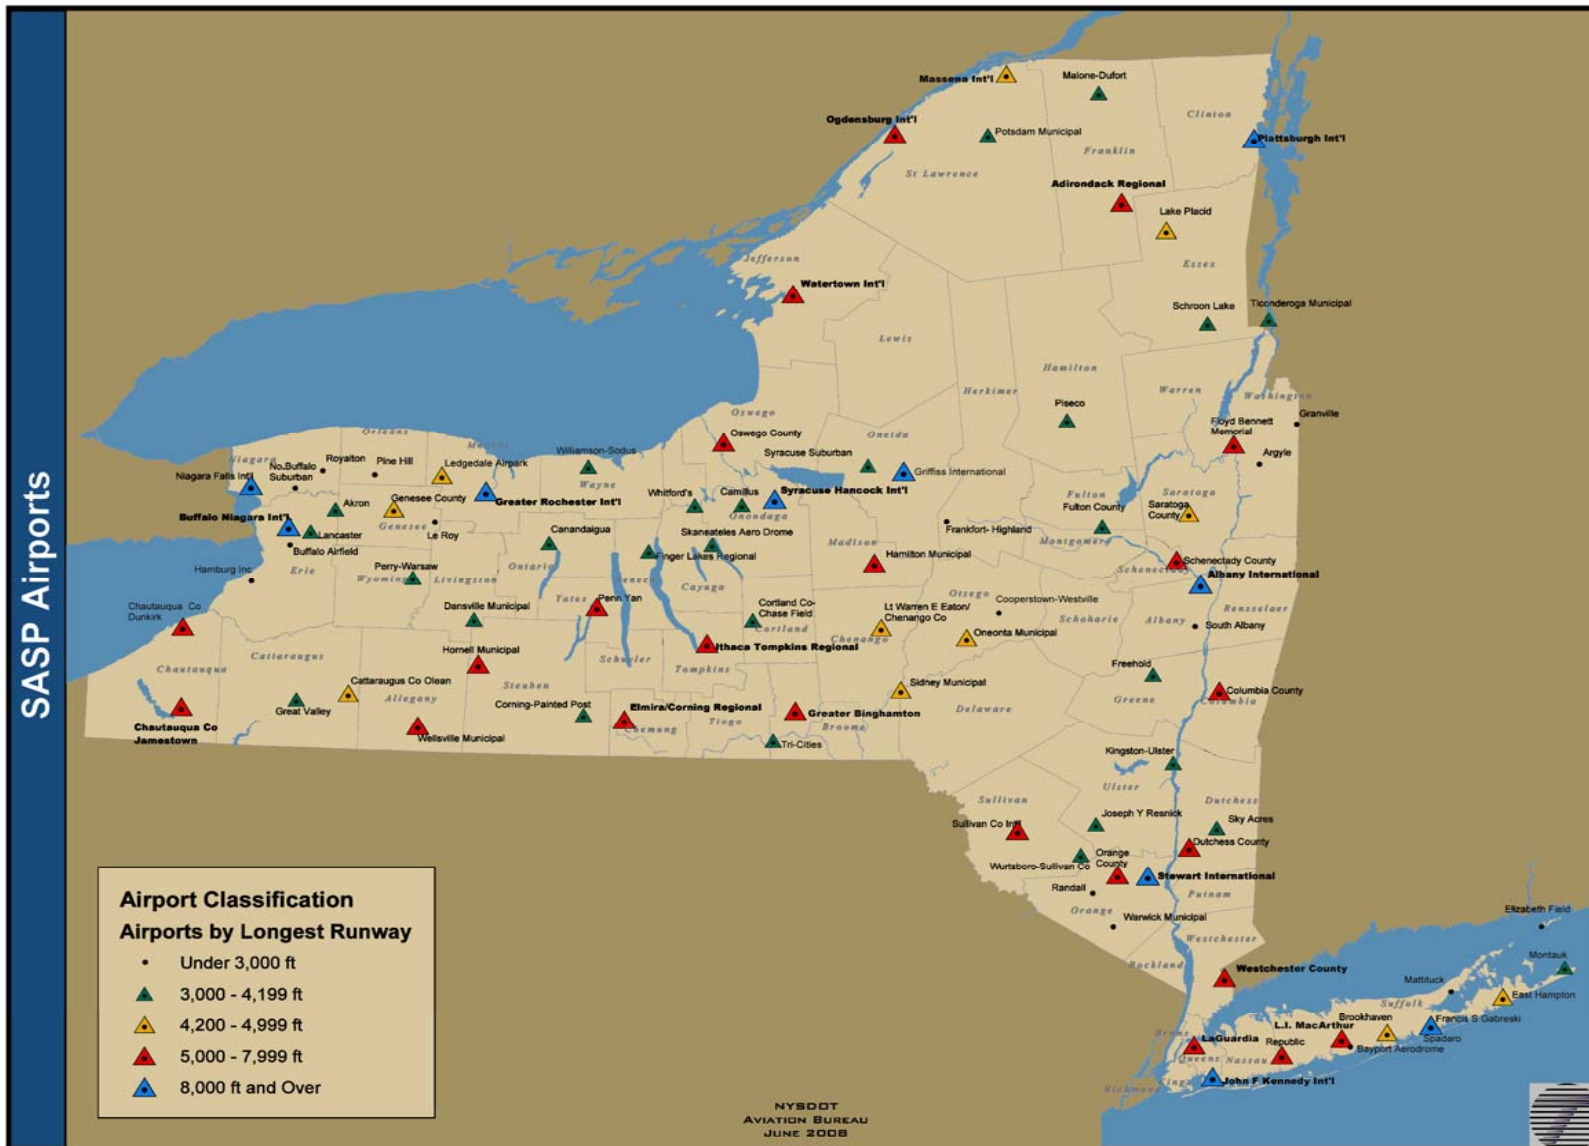 SASP Airports
Massena Int'l
Malone-Dufort
Ogdensburg Int'l
Potsdam Municipal
Clinton
Plattsburgh Int'l
Franklin
St Lawrence
Adirondack Regional
Lake Placid
Jefferson
Essex
Watertown Int'l
Schroon Lake
Ticonderoga Municipal
Lewis
Hamilton
Herkimer
Warren
Washington
Piseco
Oswego
Granville
Floyd Bennett
Memorial
Orleans
Oswego County
Oneida
Monroe
Williamson-Sodus
Syracuse Suburban
Argyle
Niagara
No.Buffalo
Suburban
Royalton
Pine Hill
Ledgedale Airpark
Griffiss International
Niagara Falls Int'l
Wayne
Whitford's
Camillus
Syracuse Hancock Int'l
Saratoga
Fulton
Fulton County
Saratoga
County
Akron
Genesee County
Greater Rochester Int'l
Onondaga
Buffalo Niagara Int'l
Genesee
Le Roy
Lancaster
Canandaigua
Skaneateles Aero Drome
Frankfort- Highland
Montgomery
Madison
Buffalo Airfield
Finger Lakes Regional
Hamilton Municipal
Schenectady County
Hamburg Inc
Erie
Perry-Warsaw
Wyoming
Livingston
Ontario
Seneca
Cayuga
Schenectady
Albany International
Otsego
Chautauqua Co
Dunkirk
Dansville Municipal
Yates
Penn Yan
Cortland Co-
Chase Field
Cortland
Lt Warren E Eaton/
Chenango Co
Cooperstown-Westville
Rensselaer
Schoharie
Albany
South Albany
Oneonta Municipal
Chenango
Hornell Municipal
Ithaca Tompkins Regional
Cattaraugus
Chautauqua
Schuyler
Tompkins
Freehold
Cattaraugus Co Olean
Allegany
Steuben
Sidney Municipal
Columbia County
Columbia
Greene
Great Valley
Corning-Painted Post
Elmira/Corning Regional
Greater Binghamton
Delaware
Chautauqua Co
Jamestown
Wellsville Municipal
Chemung
Tioga
Broome
Tri-Cities
Kingston-Ulster
Ulster
Sullivan
Dutchess
Joseph Y Resnick
Sky Acres
Sullivan Co Int'l
Dutchess County
Orange
County
Wurtsboro-Sullivan Co
Stewart International
Randall
Putnam
Orange
Warwick Municipal
Elizabeth Field
Westchester
Rockland
Westchester County
Montauk
Mattituck
East Hampton
Suffolk
Brookhaven
Francis S Gabreski
L.I. MacArthur
Spadaro
Bronx
LaGuardia
Republic
Bayport Aerodrome
Queens
Nassau
Kings
John F Kennedy Int'l
Richmond
Airport Classification
Airports by Longest Runway
Under 3,000 ft
3,000 - 4,199 ft
4,200 - 4,999 ft
5,000 - 7,999 ft
8,000 ft and Over
NYSDOT
Aviation Bureau
June 2008